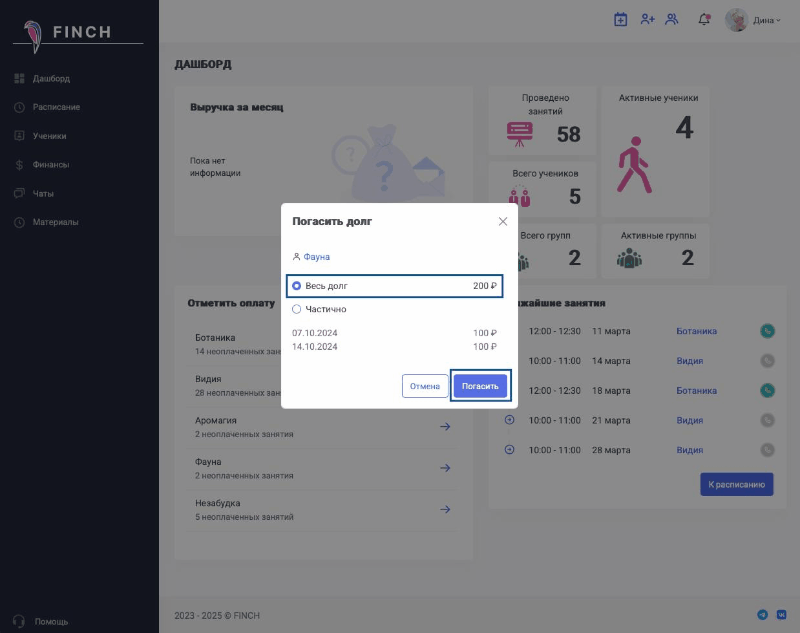 FINCH
Дина
Дашборд
Расписание
Ученики
Финансы
Чаты
Материалы
Помощь
ДАШБОРД
Выручка за месяц
Пока нет
информации
Проведено
занятий
58
Активные ученики
4
Всего учеников
5
Всего групп
2
Активные группы
2
Погасить долг
Фауна
Весь долг 200 ₽
Частично
07.10.2024 100 ₽
14.10.2024 100 ₽
Отмена Погасить
Отметить оплату
Ботаника
14 неоплаченных зан
Видия
28 неоплаченных зан
Аромагия
2 неоплаченных занятия
Фауна
2 неоплаченных занятия
Незабудка
5 неоплаченных занятий
жайшие занятия
12:00 - 12:30 11 марта Ботаника
10:00 - 11:00 14 марта Видия
12:00 - 12:30 18 марта Ботаника
10:00 - 11:00 21 марта Видия
10:00 - 11:00 28 марта Видия
К расписанию
2023 - 2025 © FINCH